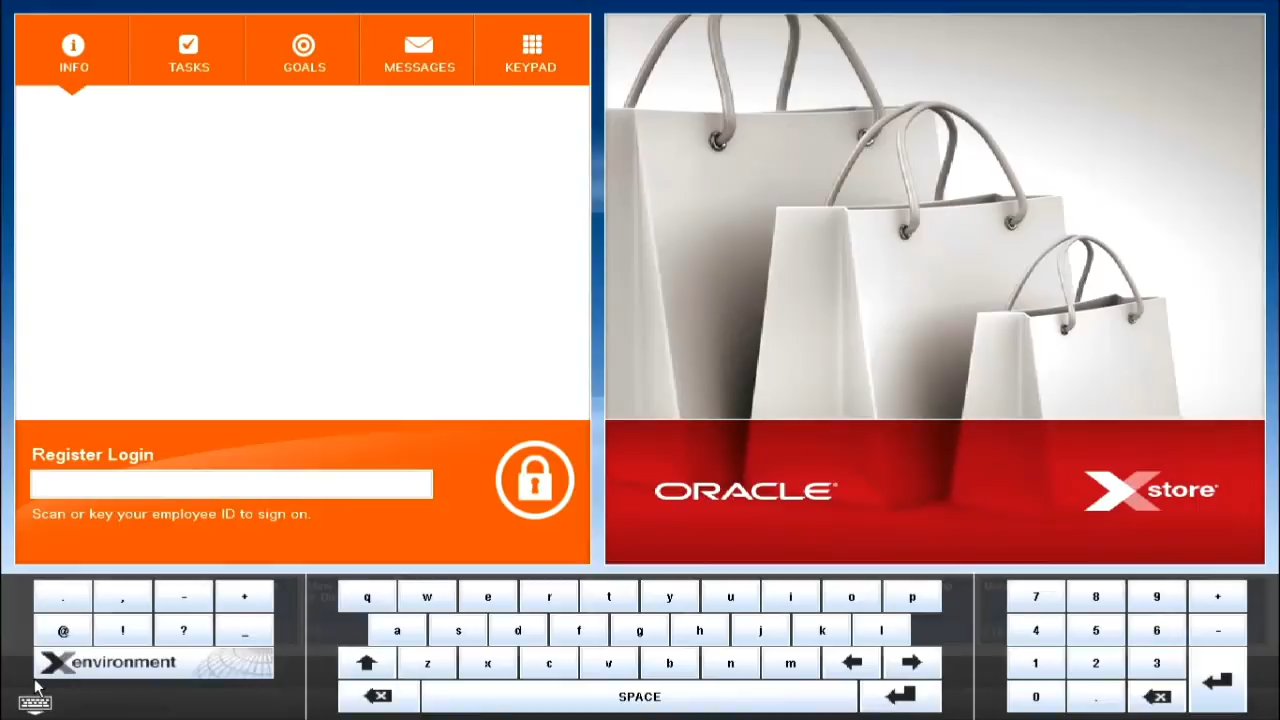 INFO
TASKS
GOALS
MESSAGES
KEYPAD
Register Login
Scan or key your employee ID to sign on.
ORACLE®
X store®
. , - +
@ ! ? _
Xenvironment
q w e r t y u i o p
a s d f g h j k l
z x c v b n m
SPACE
7 8 9 +
4 5 6 -
1 2 3
0 .